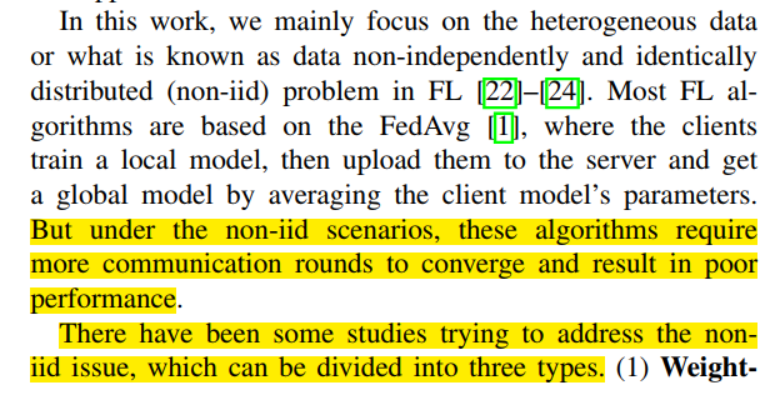 In this work, we mainly focus on the heterogeneous data
or what is known as data non-independently and identically
distributed (non-iid) problem in FL [22]–[24]. Most FL al-
gorithms are based on the FedAvg [1], where the clients
train a local model, then upload them to the server and get
a global model by averaging the client model's parameters.
But under the non-iid scenarios, these algorithms require
more communication rounds to converge and result in poor
performance.
There have been some studies trying to address the non-
iid issue, which can be divided into three types. (1) Weight-